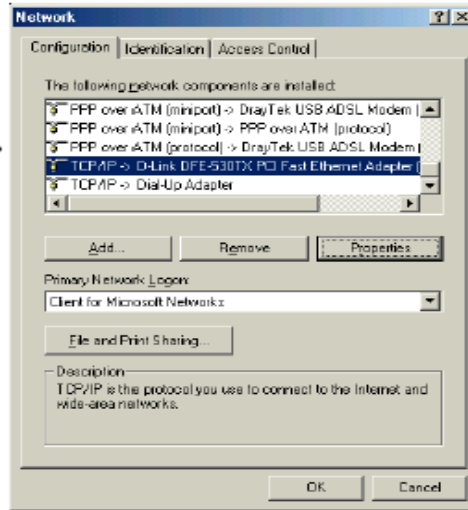 Network
Configuration Identification Access Control
The following network components are installed:
PPP over ATM (miniport) -> DrayTek USB ADSL Modem (
PPP over ATM (miniport) -> PPP over ATM (protocol)
PPP over ATM (protocol) -> DrayTek USB ADSL Modem (
TCP/IP -> D-Link DFE-530TX PCI Fast Ethernet Adapter (
TCP/IP -> Dial-Up Adapter
Add... Remove Properties
Primary Network Logon:
Client for Microsoft Networks
File and Print Sharing...
Description
TCP/IP is the protocol you use to connect to the Internet and
wide-area networks.
OK Cancel